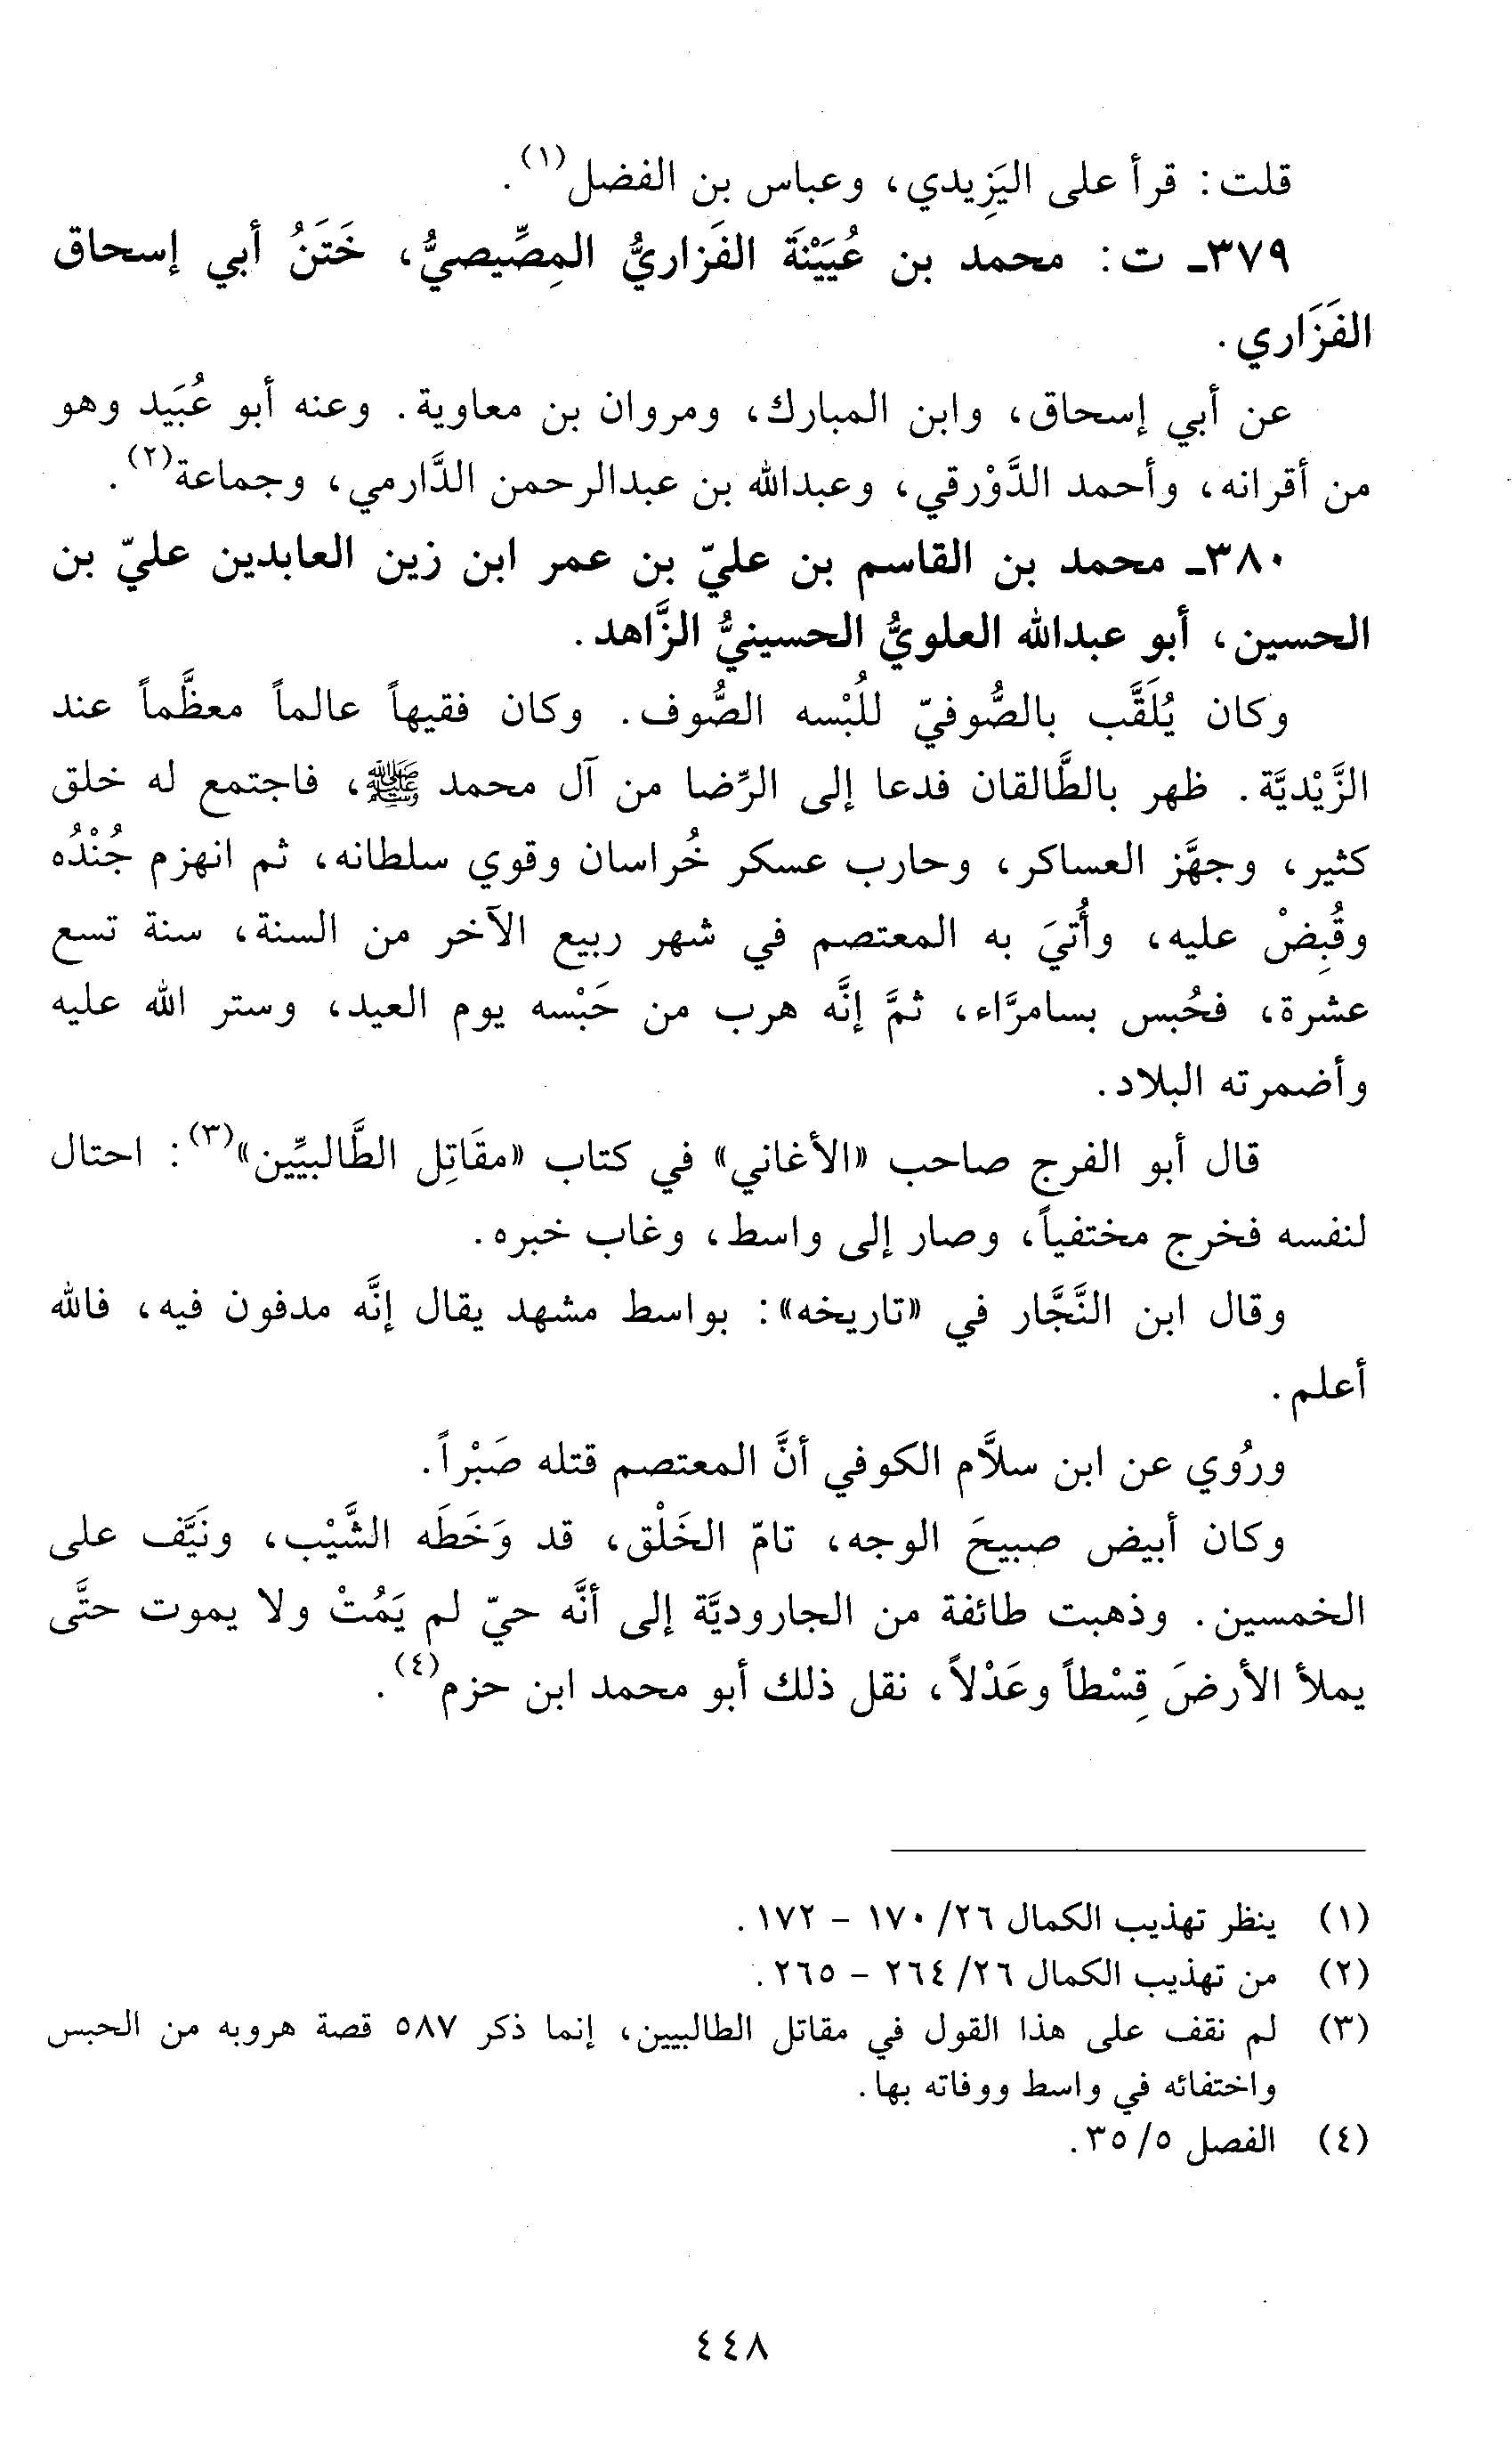 قلت: قرأ على اليَزِيدي، وعباس بن الفضل(١).
٣٧٩ـ ت: محمد بن عُيَيْنَة الفَزاريُّ المِصِّيصيُّ، خَتَنُ أبي إسحاق
الفَزَاري.
عن أبي إسحاق، وابن المبارك، ومروان بن معاوية. وعنه أبو عُبَيد وهو
من أقرانه، وأحمد الدَّوْرقي، وعبدالله بن عبدالرحمن الدَّارمي، وجماعة(٢).
٣٨٠ـ محمد بن القاسم بن عليّ بن عمر ابن زين العابدين عليّ بن
الحسين، أبو عبدالله العلويُّ الحسينيُّ الزَّاهد.
وكان يُلَقَّب بالصُّوفيّ للُبْسه الصُّوف. وكان فقيهاً عالماً معظَّماً عند
الزَّيْديَّة. ظهر بالطَّالقان فدعا إلى الرِّضا من آل محمد ﷺ، فاجتمع له خلق
كثير، وجهَّز العساكر، وحارب عسكر خُراسان وقوي سلطانه، ثم انهزم جُنْدُه
وقُبِضْ عليه، وأُتيَ به المعتصم في شهر ربيع الآخر من السنة، سنة تسع
عشرة، فحُبس بسامرَّاء، ثمَّ إنَّه هرب من حَبْسه يوم العيد، وستر الله عليه
وأضمرته البلاد.
قال أبو الفرج صاحب «الأغاني» في كتاب «مقَاتِل الطَّالبيِّين»(٣): احتال
لنفسه فخرج مختفياً، وصار إلى واسط، وغاب خبره.
وقال ابن النَّجَّار في «تاريخه»: بواسط مشهد يقال إنَّه مدفون فيه، فالله
أعلم.
ورُوي عن ابن سلاَّم الكوفي أنَّ المعتصم قتله صَبْراً.
وكان أبيض صبيحَ الوجه، تامّ الخَلْق، قد وَخَطَه الشَّيْب، ونَيَّف على
الخمسين. وذهبت طائفة من الجاروديَّة إلى أنَّه حيّ لم يَمُتْ ولا يموت حتَّى
يملأ الأرضَ قِسْطاً وعَدْلاً، نقل ذلك أبو محمد ابن حزم(٤).
(١) ينظر تهذيب الكمال ٢٦/ ١٧٠ - ١٧٢.
(٢) من تهذيب الكمال ٢٦/ ٢٦٤ - ٢٦٥.
(٣) لم نقف على هذا القول في مقاتل الطالبيين، إنما ذكر ٥٨٧ قصة هروبه من الحبس
واختفائه في واسط ووفاته بها.
(٤) الفصل ٥/ ٣٥.
٤٤٨